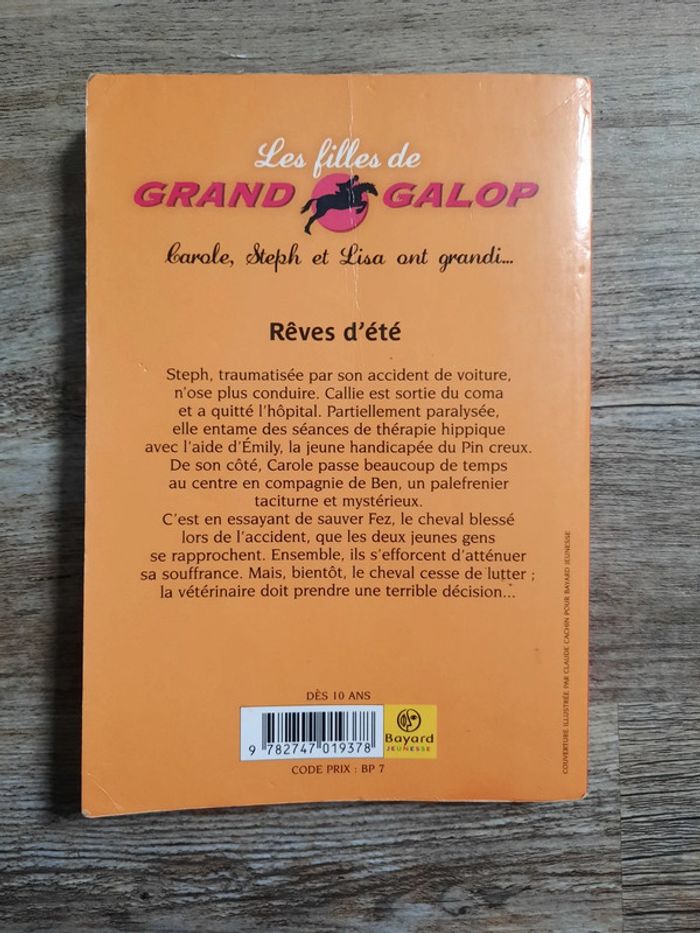 Les filles de
GRAND GALOP
Carole, Steph et Lisa ont grandi...
Rêves d'été
Steph, traumatisée par son accident de voiture,
n'ose plus conduire. Callie est sortie du coma
et a quitté l'hôpital. Partiellement paralysée,
elle entame des séances de thérapie hippique
avec l'aide d'Émily, la jeune handicapée du Pin creux.
De son côté, Carole passe beaucoup de temps
au centre en compagnie de Ben, un palefrenier
taciturne et mystérieux.
C'est en essayant de sauver Fez, le cheval blessé
lors de l'accident, que les deux jeunes gens
se rapprochent. Ensemble, ils s'efforcent d'atténuer
sa souffrance. Mais, bientôt, le cheval cesse de lutter ;
la vétérinaire doit prendre une terrible décision...
DÈS 10 ANS
9 782747 019378
Bayard
JEUNESSE
CODE PRIX : BP 7
COUVERTURE ILLUSTRÉE PAR CLAUDE CACHIN POUR BAYARD JEUNESSE